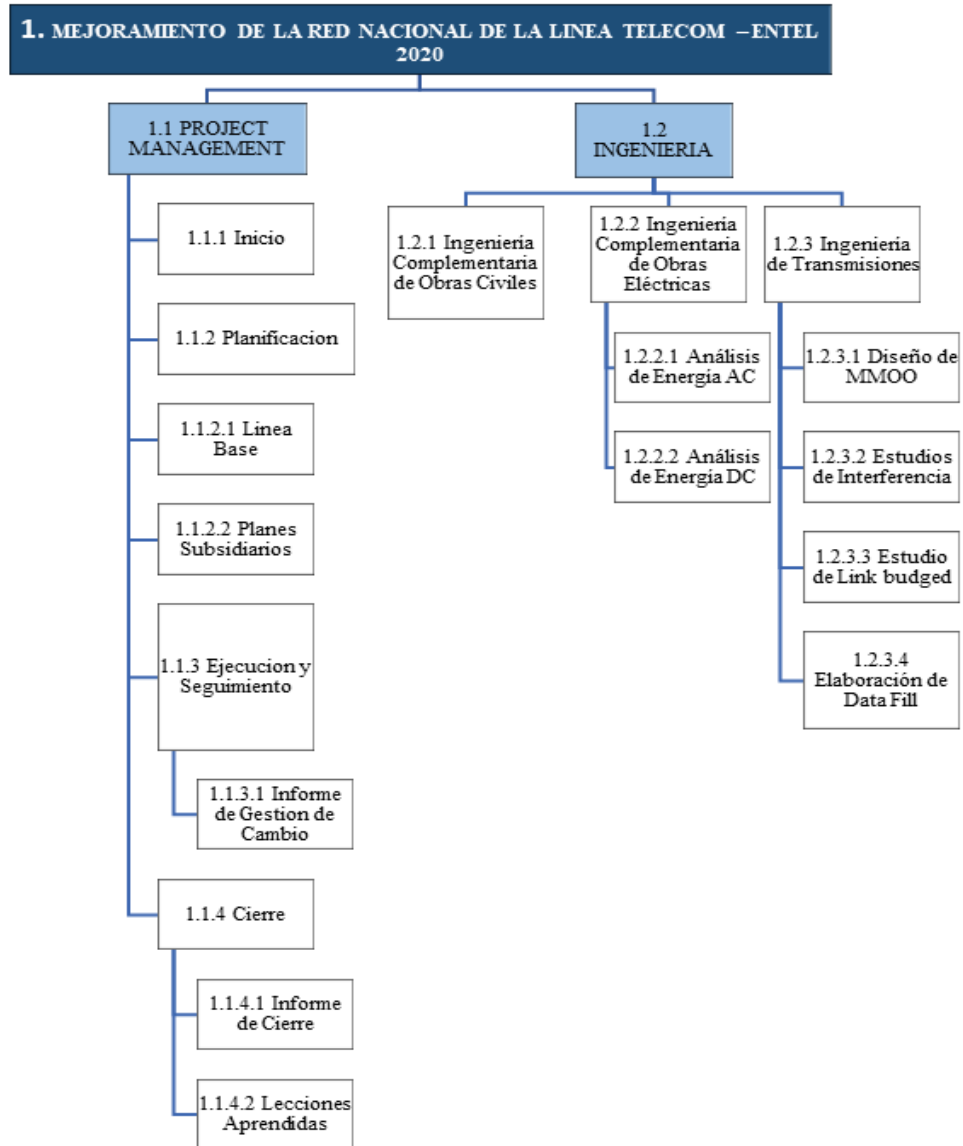 1. MEJORAMIENTO DE LA RED NACIONAL DE LA LINEA TELECOM – ENTEL
2020
1.1 PROJECT
MANAGEMENT
1.1.1 Inicio
1.1.2 Planificacion
1.1.2.1 Linea
Base
1.1.2.2 Planes
Subsidiarios
1.1.3 Ejecucion y
Seguimiento
1.1.3.1 Informe
de Gestion de
Cambio
1.1.4 Cierre
1.1.4.1 Informe
de Cierre
1.1.4.2 Lecciones
Aprendidas
1.2
INGENIERIA
1.2.1 Ingeniería
Complementaria
de Obras Civiles
1.2.2 Ingeniería
Complementaria
de Obras
Eléctricas
1.2.2.1 Análisis
de Energía AC
1.2.2.2 Análisis
de Energía DC
1.2.3 Ingeniería
de Transmisiones
1.2.3.1 Diseño de
MMOO
1.2.3.2 Estudios
de Interferencia
1.2.3.3 Estudio
de Link budged
1.2.3.4
Elaboración de
Data Fill